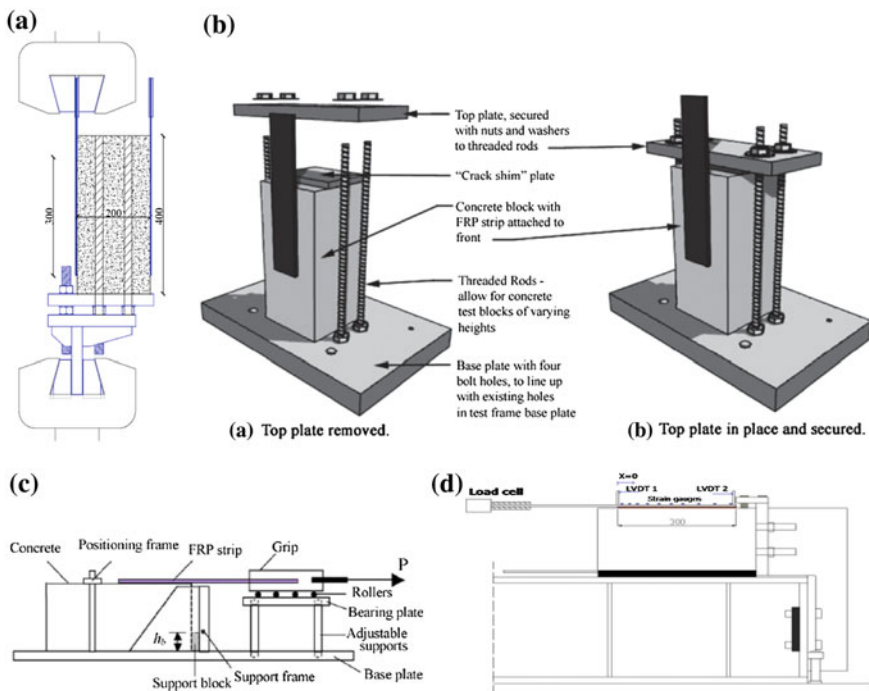 (a)
300
200
400
(b)
Top plate, secured
with nuts and washers
to threaded rods
"Crack shim" plate
Concrete block with
FRP strip attached to
front
Threaded Rods -
allow for concrete
test blocks of varying
heights
Base plate with four
bolt holes, to line up
with existing holes
in test frame base plate
(a) Top plate removed.
(b) Top plate in place and secured.
(c)
Concrete
Positioning frame
FRP strip
Grip
P
Rollers
Bearing plate
Adjustable
supports
Base plate
Support frame
Support block
hb
(d)
X=0
LVDT 1
LVDT 2
Strain gauges
Load cell
200